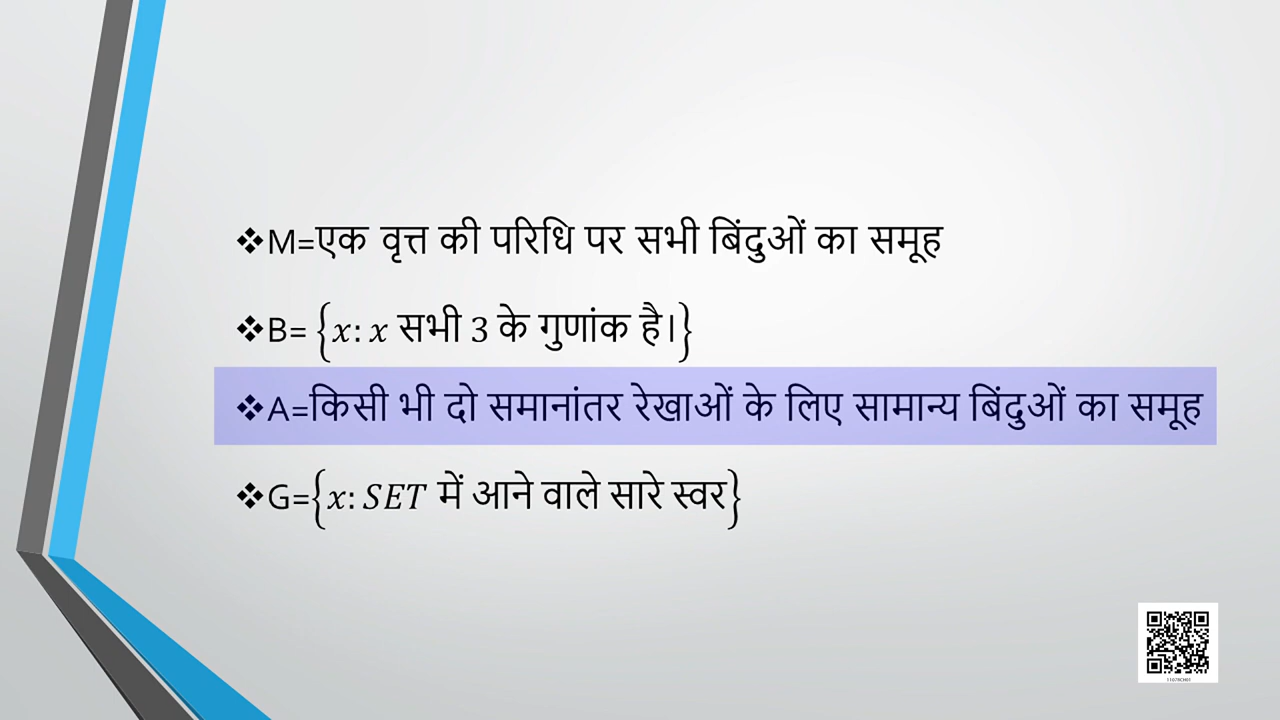 ❖M=एक वृत्त की परिधि पर सभी बिंदुओं का समूह
❖B= {x: x सभी 3 के गुणांक है।}
❖A=किसी भी दो समानांतर रेखाओं के लिए सामान्य बिंदुओं का समूह
❖G={x: SET में आने वाले सारे स्वर}